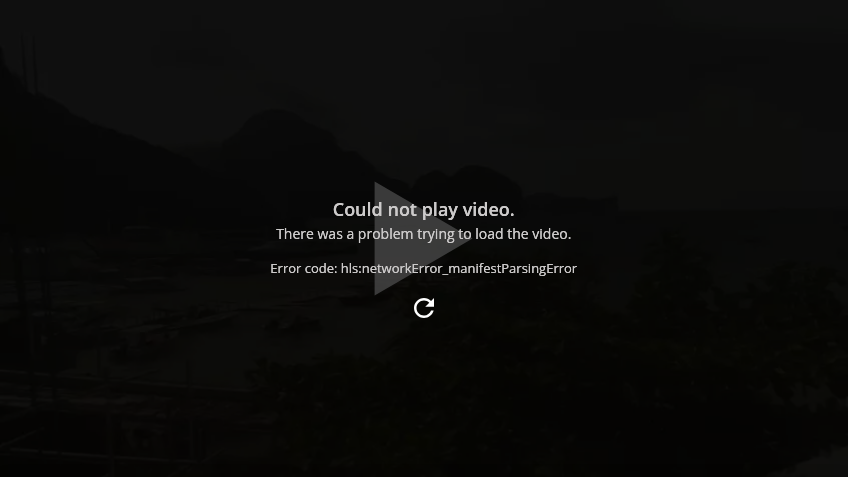 Could not play video.
There was a problem trying to load the video.
Error code: hls:networkError_manifestParsingError